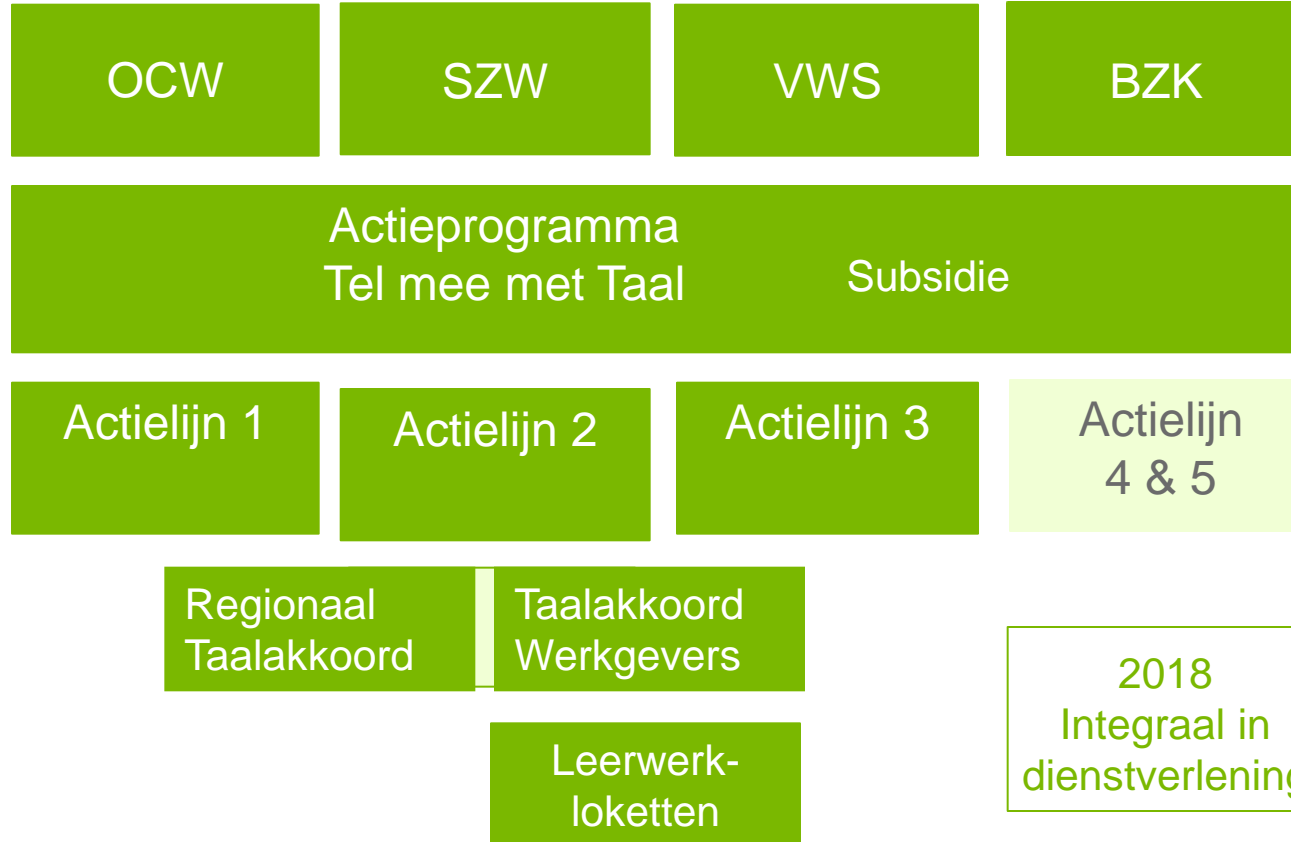 OCW
SZW
VWS
BZK
Actieprogramma
Tel mee met Taal
Subsidie
Actielijn 1
Actielijn 2
Actielijn 3
Actielijn
4 & 5
Regionaal
Taalakkoord
Taalakkoord
Werkgevers
2018
Integraal in
dienstverlening
Leerwerk-
loketten